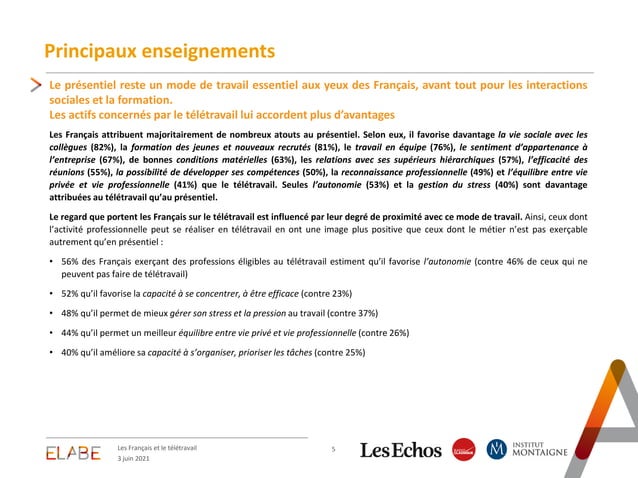 Principaux enseignements
Le présentiel reste un mode de travail essentiel aux yeux des Français, avant tout pour les interactions
sociales et la formation.
Les actifs concernés par le télétravail lui accordent plus d’avantages
Les Français attribuent majoritairement de nombreux atouts au présentiel. Selon eux, il favorise davantage la vie sociale avec les
collègues (82%), la formation des jeunes et nouveaux recrutés (81%), le travail en équipe (76%), le sentiment d’appartenance à
l’entreprise (67%), de bonnes conditions matérielles (63%), les relations avec ses supérieurs hiérarchiques (57%), l’efficacité des
réunions (55%), la possibilité de développer ses compétences (50%), la reconnaissance professionnelle (49%) et l’équilibre entre vie
privée et vie professionnelle (41%) que le télétravail. Seules l’autonomie (53%) et la gestion du stress (40%) sont davantage
attribuées au télétravail qu’au présentiel.
Le regard que portent les Français sur le télétravail est influencé par leur degré de proximité avec ce mode de travail. Ainsi, ceux dont
l’activité professionnelle peut se réaliser en télétravail en ont une image plus positive que ceux dont le métier n’est pas exerçable
autrement qu’en présentiel :
• 56% des Français exerçant des professions éligibles au télétravail estiment qu’il favorise l’autonomie (contre 46% de ceux qui ne
peuvent pas faire de télétravail)
• 52% qu’il favorise la capacité à se concentrer, à être efficace (contre 23%)
• 48% qu’il permet de mieux gérer son stress et la pression au travail (contre 37%)
• 44% qu’il permet un meilleur équilibre entre vie privé et vie professionnelle (contre 26%)
• 40% qu’il améliore sa capacité à s’organiser, prioriser les tâches (contre 25%)
ELABE
Les Français et le télétravail
3 juin 2021
5
LesEchos
INSTITUT
MONTAIGNE